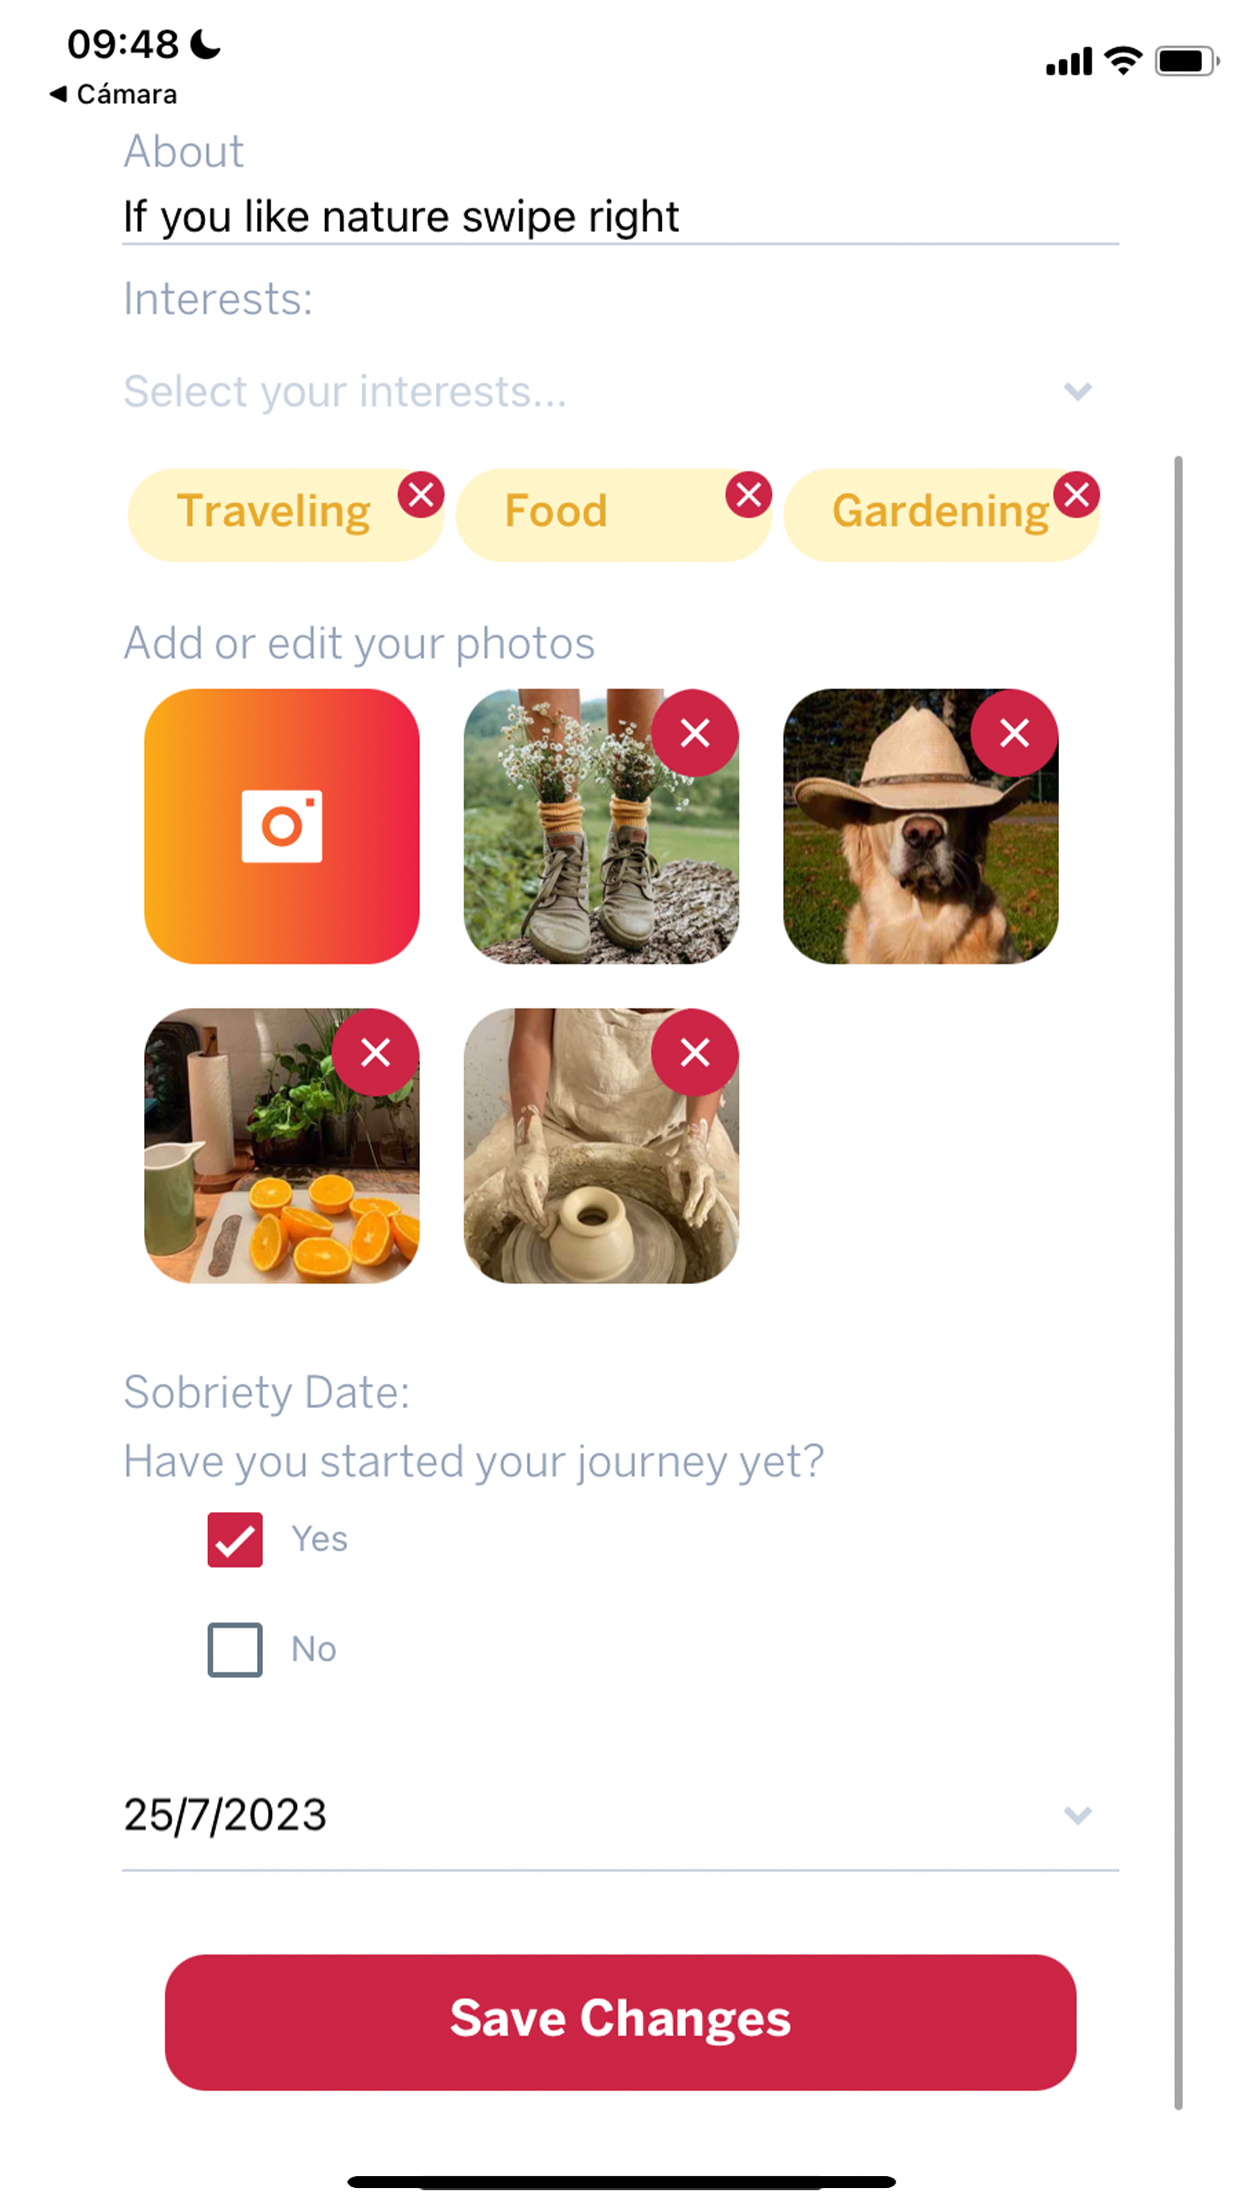 09:48
Cámara
About
If you like nature swipe right
Interests:
Select your interests...
Traveling Food Gardening
Add or edit your photos
Sobriety Date:
Have you started your journey yet?
Yes
No
25/7/2023
Save Changes